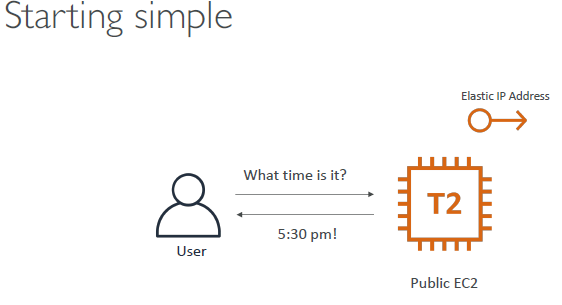 Starting simple
Elastic IP Address
What time is it?
T2
5:30 pm!
User
Public EC2